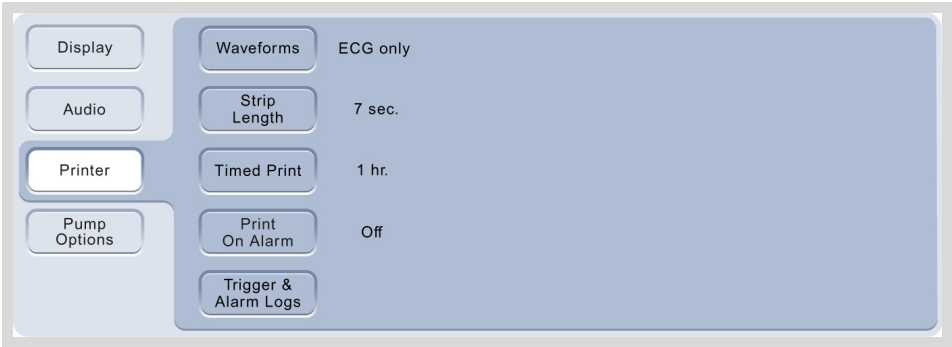 Display
Audio
Printer
Pump
Options
Waveforms
ECG only
Strip
Length
7 sec.
Timed Print
1 hr.
Print
On Alarm
Off
Trigger &
Alarm Logs